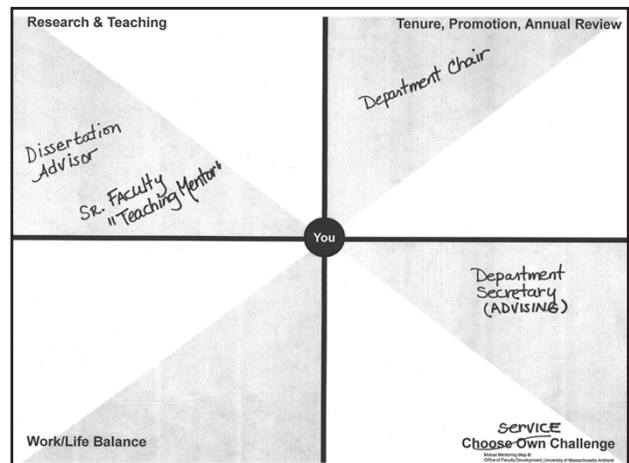 Research & Teaching
Tenure, Promotion, Annual Review
Department Chair
Dissertation
Advisor
Sr. Faculty
"Teaching Mentor"
You
Department
Secretary
(ADVISING)
Work/Life Balance
SERVICE
Choose Own Challenge
Mutual Mentoring Map ©
Office of Faculty Development, University of Massachusetts Amherst